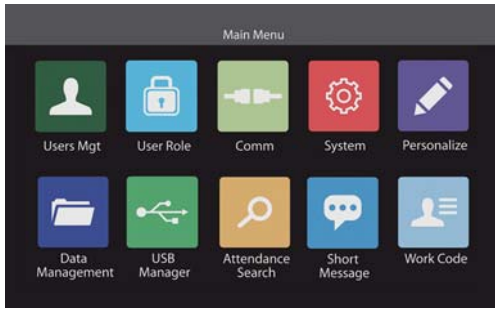 Main Menu
Users Mgt
User Role
Comm
System
Personalize
Data
Management
USB
Manager
Attendance
Search
Short
Message
Work Code